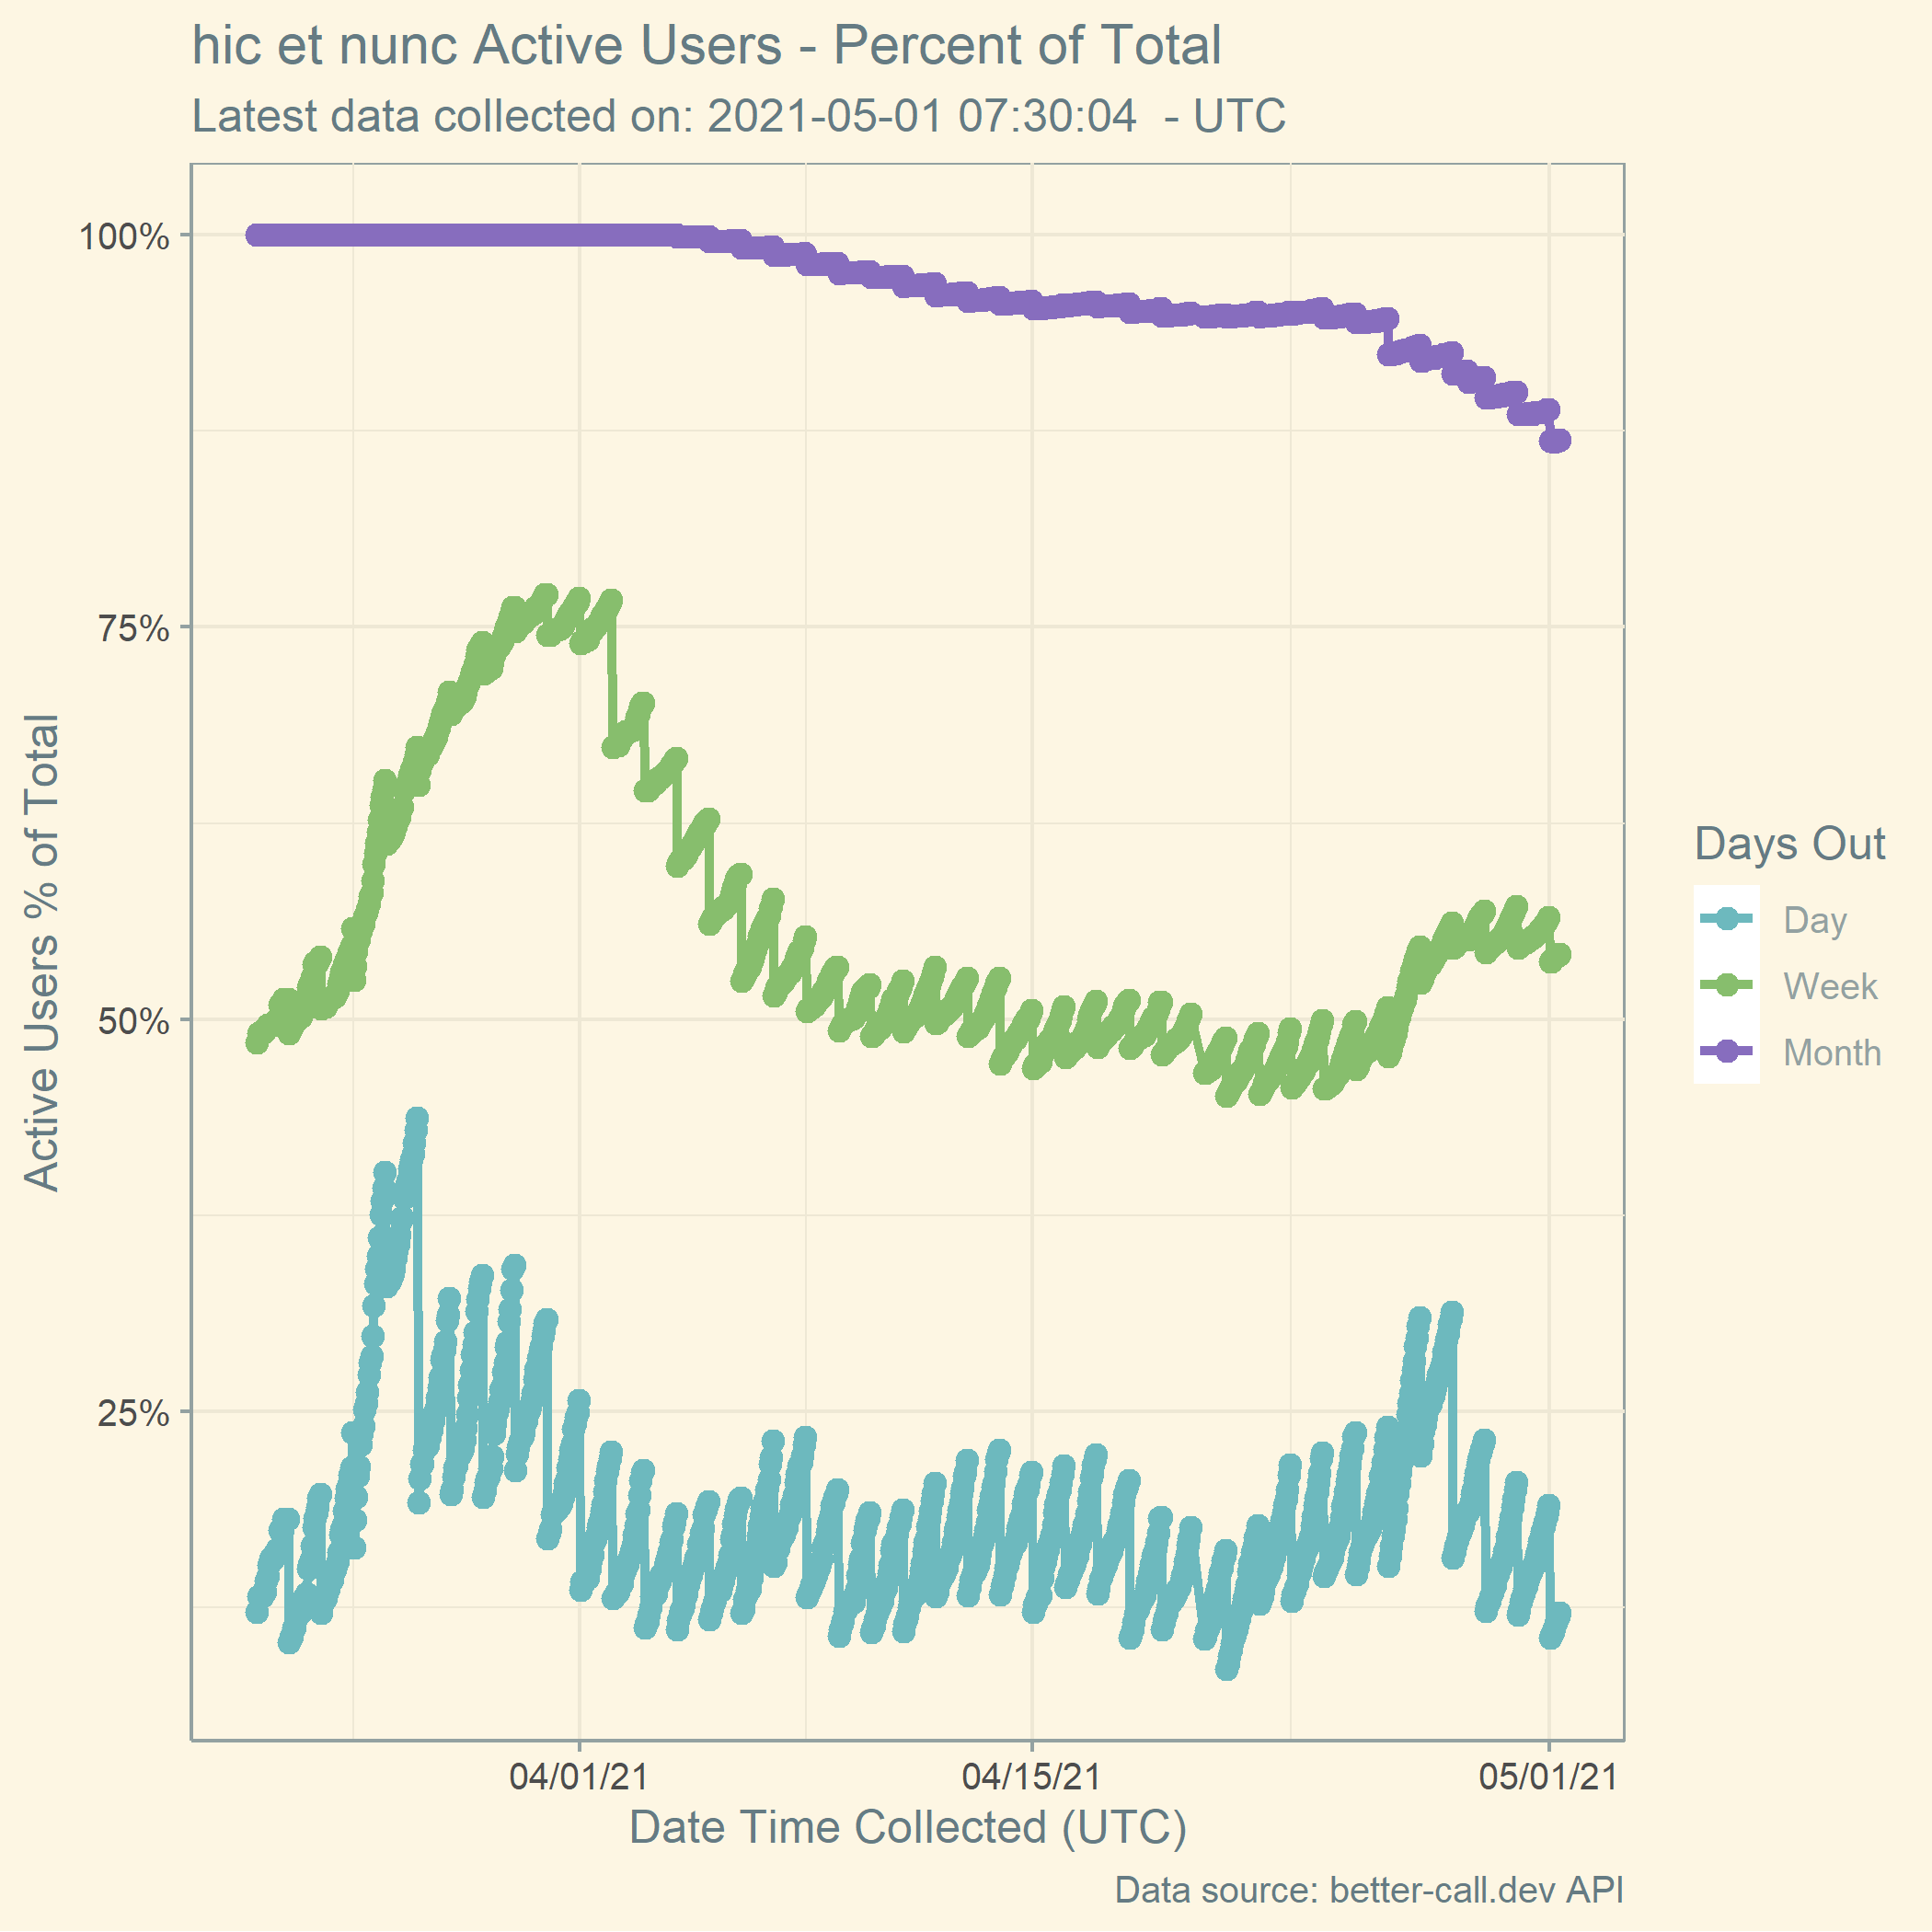 hic et nunc Active Users - Percent of Total
Latest data collected on: 2021-05-01 07:30:04  - UTC
Active Users % of Total
100%
75%
50%
25%
04/01/21
04/15/21
05/01/21
Date Time Collected (UTC)
Days Out
Day
Week
Month
Data source: better-call.dev API